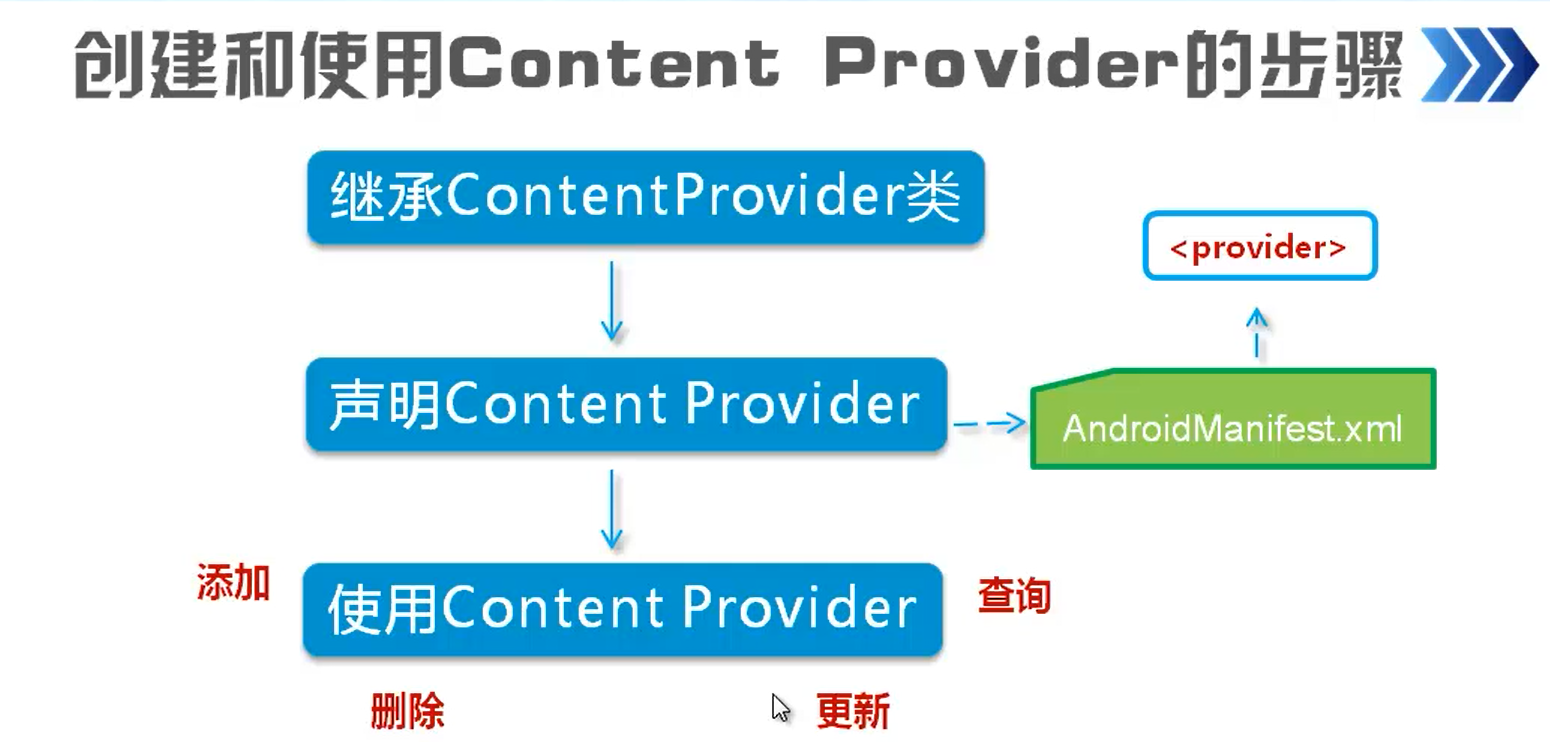 创建和使用Content Provider的步骤
继承ContentProvider类
<provider>
声明Content Provider
AndroidManifest.xml
添加
使用Content Provider
查询
删除
更新